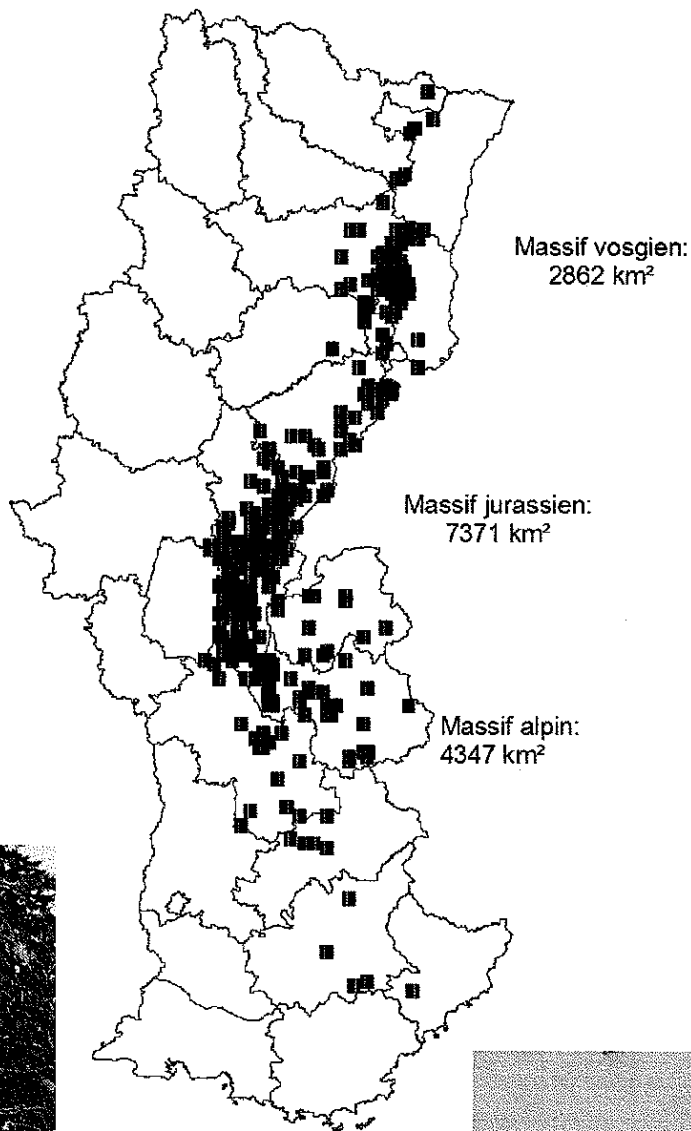 Massif vosgien:
2862 km²
Massif jurassien:
7371 km²
Massif alpin:
4347 km²